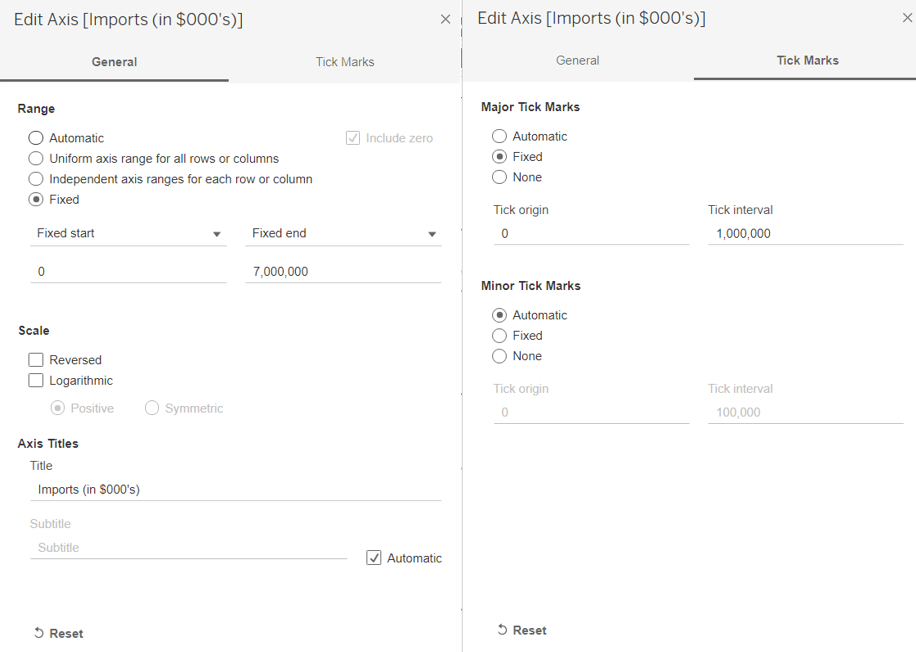 Edit Axis [Imports (in $000's)]
General
Tick Marks
Range
Automatic
Include zero
Uniform axis range for all rows or columns
Independent axis ranges for each row or column
Fixed
Fixed start
Fixed end
0
7,000,000
Scale
Reversed
Logarithmic
Positive
Symmetric
Axis Titles
Title
Imports (in $000's)
Subtitle
Subtitle
Automatic
Reset
Edit Axis [Imports (in $000's)]
General
Tick Marks
Major Tick Marks
Automatic
Fixed
None
Tick origin
Tick interval
0
1,000,000
Minor Tick Marks
Automatic
Fixed
None
Tick origin
Tick interval
0
100,000
Reset